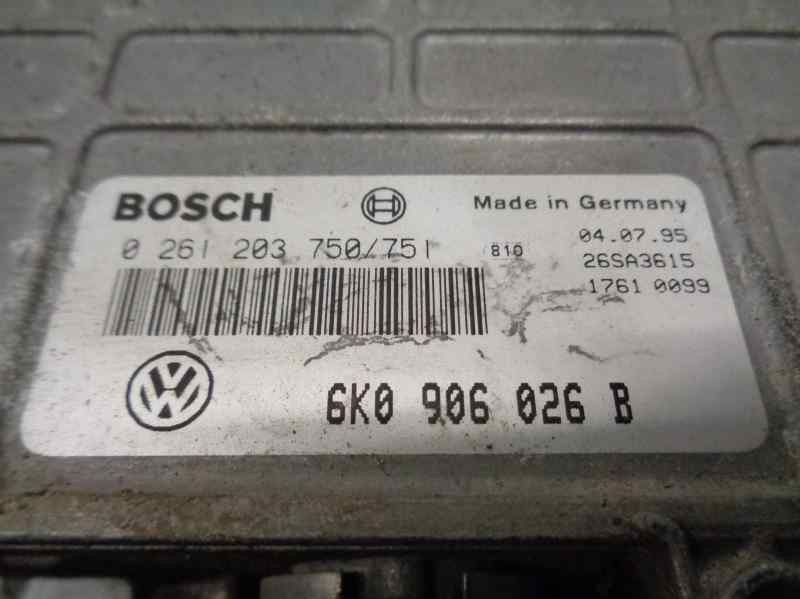 BOSCH Made in Germany
0 261 203 750/751 810 04.07.95
26SA3615
1761 0099
6K0 906 026 B